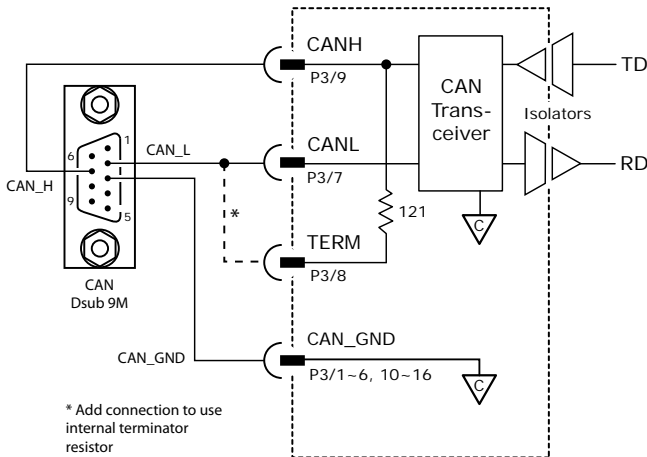 CANH
P3/9
CAN
Trans-
ceiver
TD
Isolators
1
6
CAN_L
CANL
RD
CAN_H
P3/7
9
5
*
121
C
TERM
P3/8
CAN
Dsub 9M
CAN_GND
CAN_GND
P3/1~6, 10~16
C
* Add connection to use
internal terminator
resistor